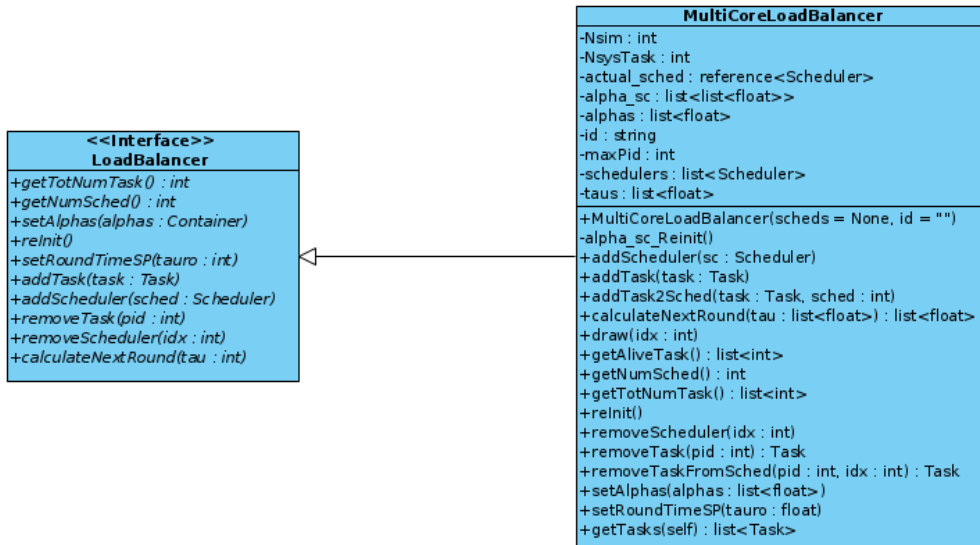 <<Interface>>
LoadBalancer
+getTotNumTask() : int
+getNumSched() : int
+setAlphas(alphas : Container)
+reInit()
+setRoundTimeSP(tauro : int)
+addTask(task : Task)
+addScheduler(sched : Scheduler)
+removeTask(pid : int)
+removeScheduler(idx : int)
+calculateNextRound(tau : int)
MultiCoreLoadBalancer
-Nsim : int
-NsysTask : int
-actual_sched : reference<Scheduler>
-alpha_sc : list<list<float>>
-alphas : list<float>
-id : string
-maxPid : int
-schedulers : list<Scheduler>
-taus : list<float>
+MultiCoreLoadBalancer(scheds = None, id = "")
-alpha_sc_Reinit()
+addScheduler(sc : Scheduler)
+addTask(task : Task)
+addTask2Sched(task : Task, sched : int)
+calculateNextRound(tau : list<float>) : list<float>
+draw(idx : int)
+getAliveTask() : list<int>
+getNumSched() : int
+getTotNumTask() : list<int>
+reInit()
+removeScheduler(idx : int)
+removeTask(pid : int) : Task
+removeTaskFromSched(pid : int, idx : int) : Task
+setAlphas(alphas : list<float>)
+setRoundTimeSP(tauro : float)
+getTasks(self) : list<Task>